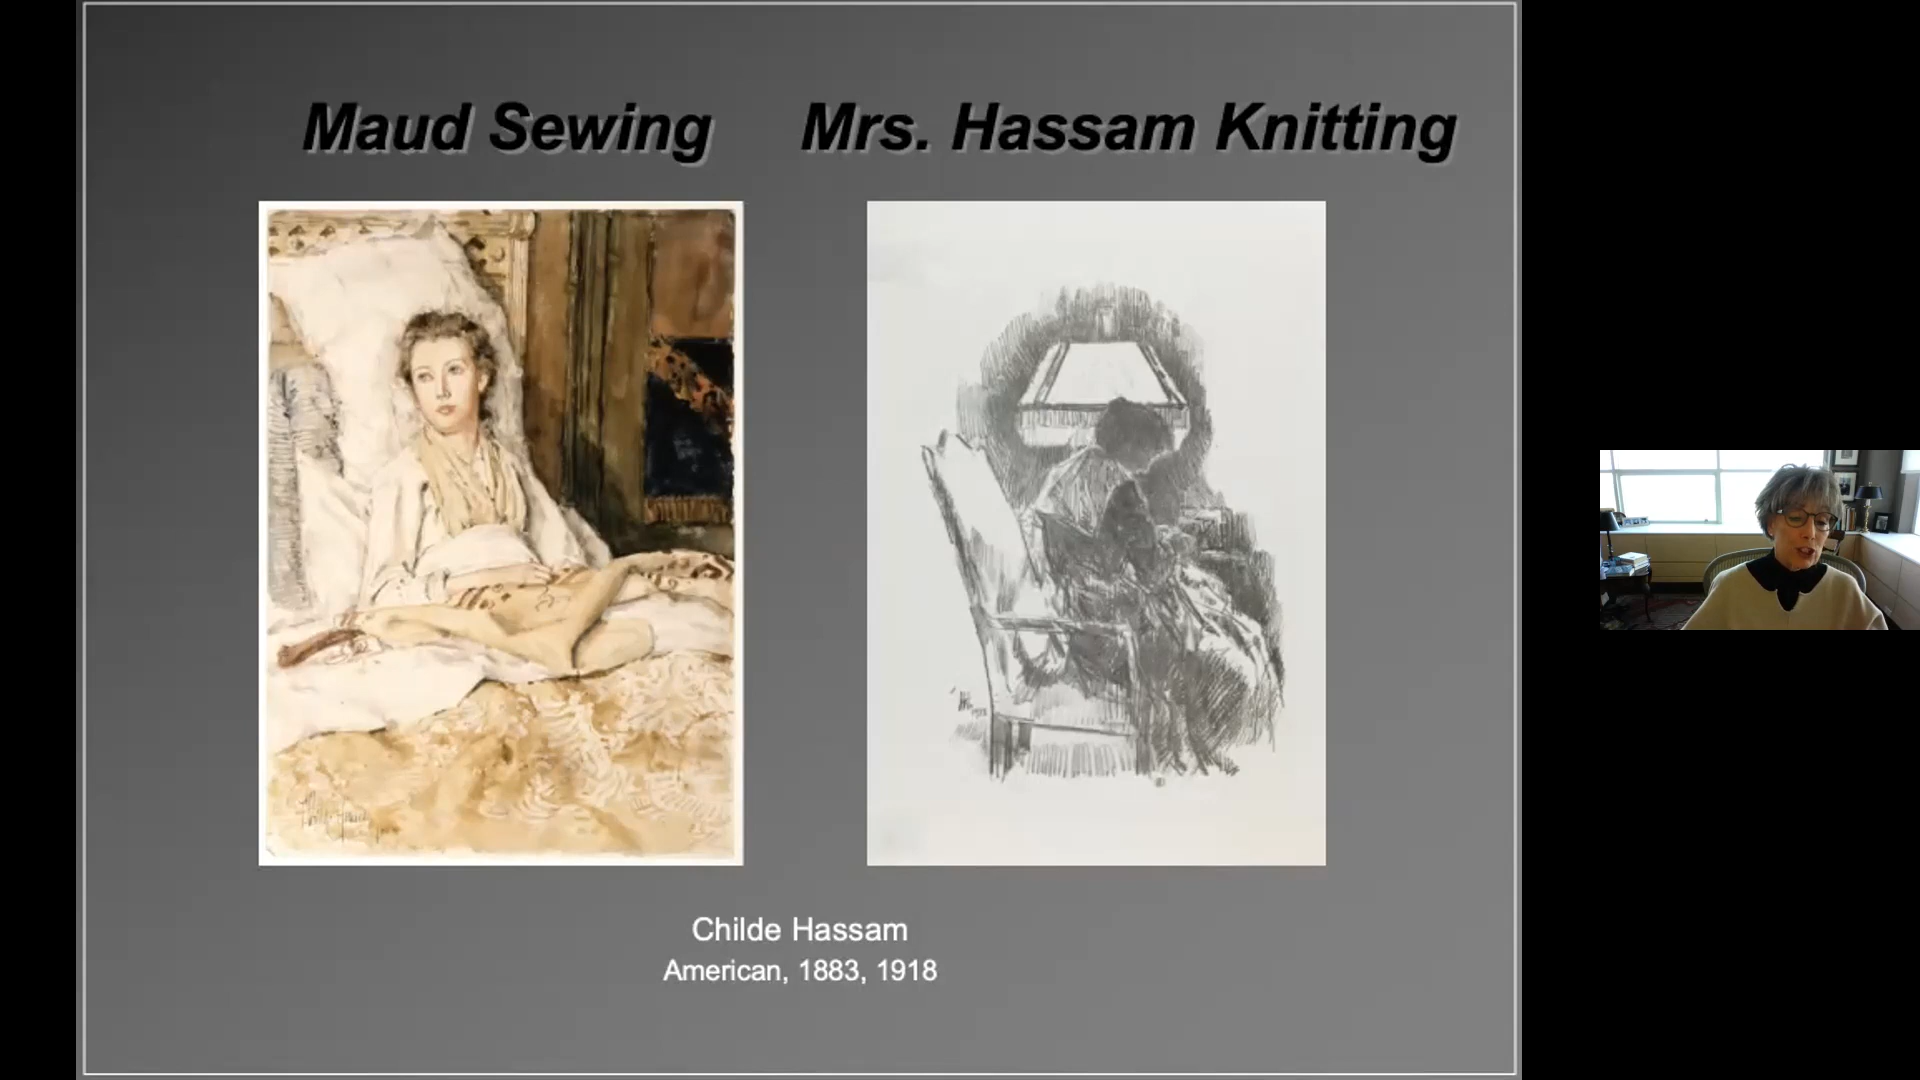 Maud Sewing Mrs. Hassam Knitting
Childe Hassam
American, 1883, 1918